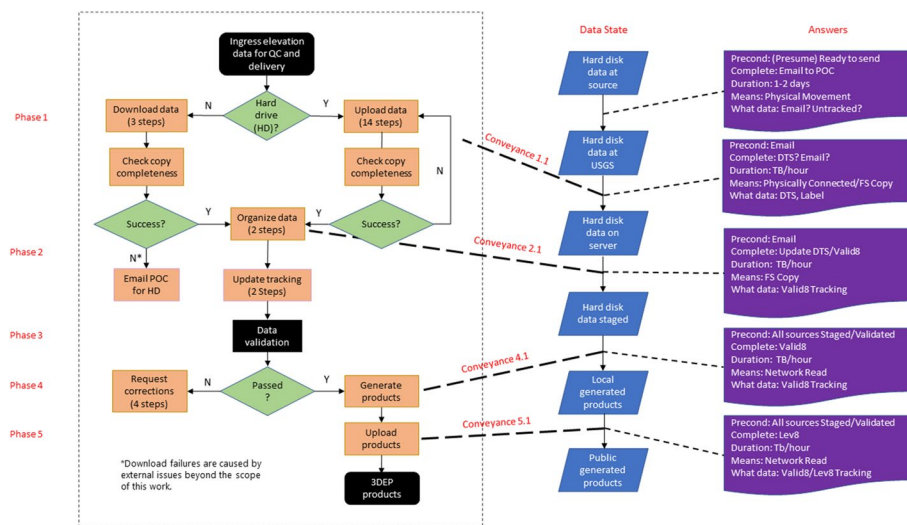 Data State
Answers
Ingress elevation
data for QC and
delivery
Hard
drive
(HD)?
N
Y
Phase 1
Download data
(3 steps)
Upload data
(14 steps)
Check copy
completeness
Check copy
completeness
N
Success?
Y
Organize data
(2 steps)
Y
Success?
Phase 2
N*
Email POC
for HD
Update tracking
(2 Steps)
Phase 3
Data
validation
Phase 4
Request
corrections
(4 steps)
N
Passed
?
Y
Generate
products
Phase 5
Upload
products
3DEP
products
*Download failures are caused by
external issues beyond the scope
of this work.
Conveyance 1.1
Conveyance 2.1
Conveyance 4.1
Conveyance 5.1
Hard disk
data at
source
Hard disk
data at
USGS
Hard disk
data on
server
Hard disk
data staged
Local
generated
products
Public
generated
products
Precond: (Presume) Ready to send
Complete: Email to POC
Duration: 1-2 days
Means: Physical Movement
What data: Email? Untracked?
Precond: Email
Complete: DTS? Email?
Duration: TB/hour
Means: Physically Connected/FS Copy
What data: DTS, Label
Precond: Email
Complete: Update DTS/Valid8
Duration: TB/hour
Means: FS Copy
What data: Valid8 Tracking
Precond: All sources Staged/Validated
Complete: Valid8
Duration: TB/hour
Means: Network Read
What data: Valid8 Tracking
Precond: All sources Staged/Validated
Complete: Lev8
Duration: Tb/hour
Means: Network Read
What data: Valid8/Lev8 Tracking